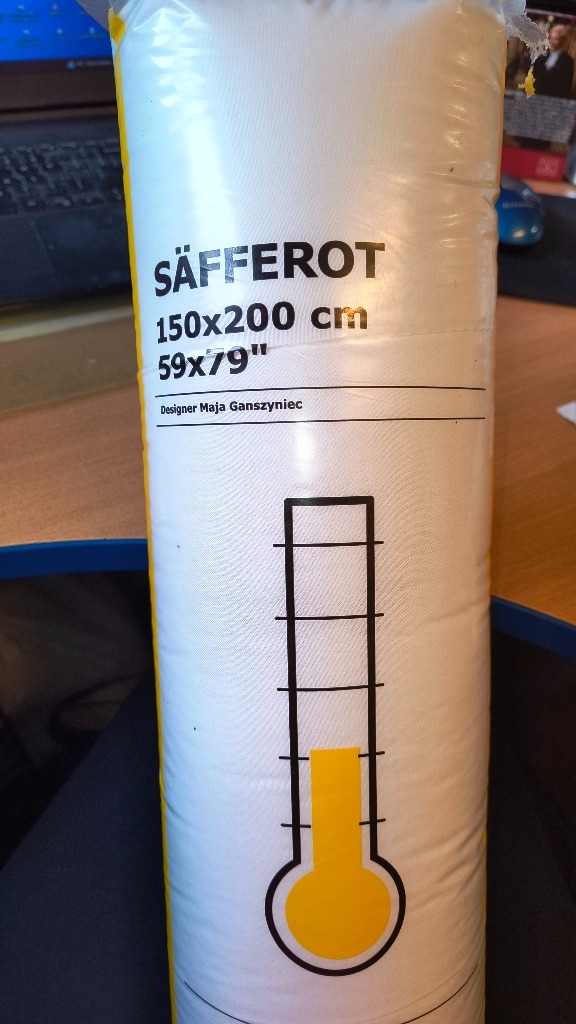 SÄFFEROT
150x200 cm
59x79"
Designer Maja Ganszyniec